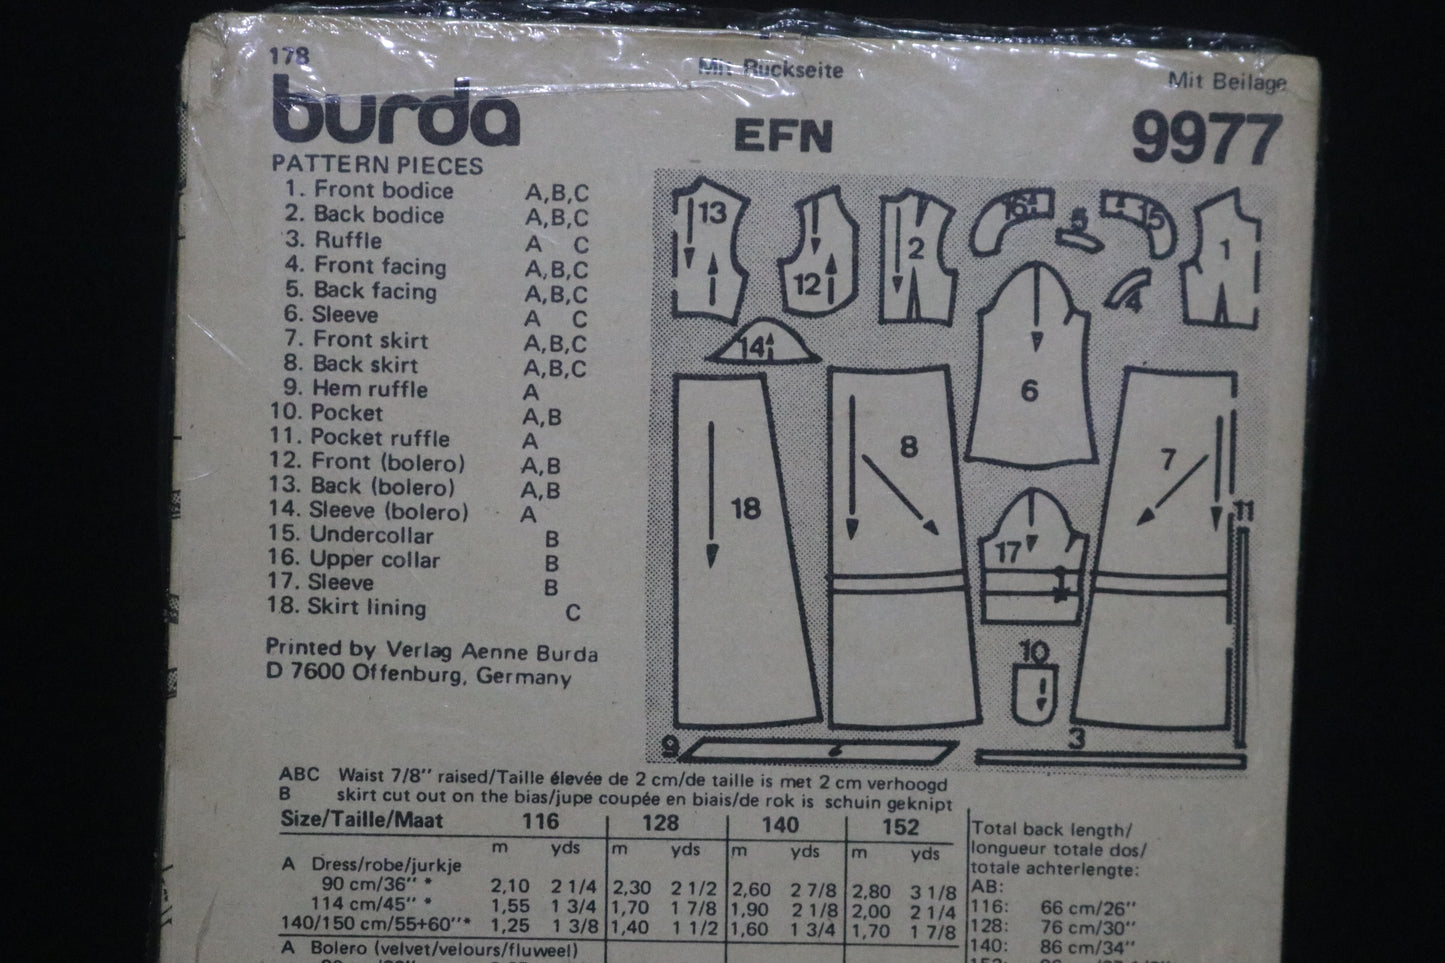 178
Mit Rückseite
Mit Beilage
burda
EFN
9977
PATTERN PIECES
1. Front bodice A,B,C
2. Back bodice A,B,C
3. Ruffle A C
4. Front facing A,B,C
5. Back facing A,B,C
6. Sleeve A C
7. Front skirt A,B,C
8. Back skirt A,B,C
9. Hem ruffle A
10. Pocket A,B
11. Pocket ruffle A
12. Front (bolero) A,B
13. Back (bolero) A,B
14. Sleeve (bolero) A
15. Undercollar B
16. Upper collar B
17. Sleeve B
18. Skirt lining C
Printed by Verlag Aenne Burda
D 7600 Offenburg, Germany
13
12
2
16
5
15
4
1
14
6
18
8
7
17
11
10
9
3
ABC Waist 7/8" raised/Taille élevée de 2 cm/de taille is met 2 cm verhoogd
B skirt cut out on the bias/jupe coupée en biais/de rok is schuin geknipt
Size/Taille/Maat 116 128 140 152
m yds m yds m yds m yds
A Dress/robe/jurkje
90 cm/36" * 2,10 2 1/4 2,30 2 1/2 2,60 2 7/8 2,80 3 1/8
114 cm/45" * 1,55 1 3/4 1,70 1 7/8 1,90 2 1/8 2,00 2 1/4
140/150 cm/55+60"* 1,25 1 3/8 1,40 1 1/2 1,60 1 3/4 1,70 1 7/8
A Bolero (velvet/velours/fluweel)
Total back length/
longueur totale dos/
totale achterlengte:
AB:
116: 66 cm/26"
128: 76 cm/30"
140: 86 cm/34"